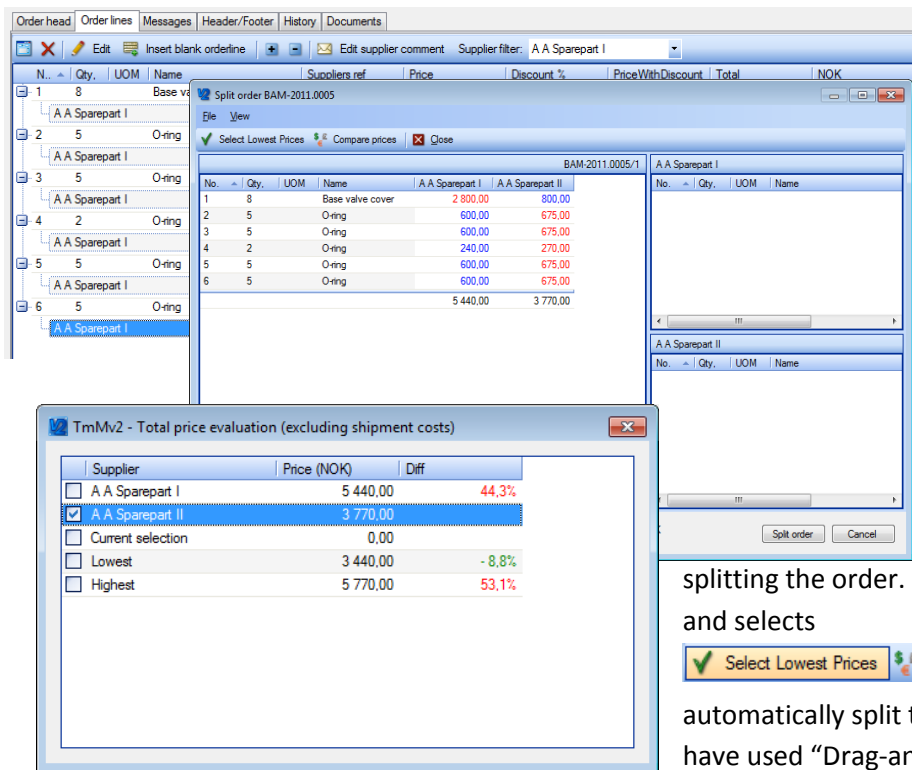 Order head Order lines Messages Header/Footer History Documents
Edit Insert blank orderline Edit supplier comment Supplier filter: A A Sparepart I
N.. Qty, UOM Name Suppliers ref Price Discount % PriceWithDiscount Total NOK
1 8 Base
A A Sparepart I
2 5 O-ring
A A Sparepart I
3 5 O-ring
A A Sparepart I
4 2 O-ring
A A Sparepart I
5 5 O-ring
A A Sparepart I
6 5 O-ring
A A Sparepart I
Split order BAM-2011.0005
File View
Select Lowest Prices Compare prices Close
BAM-2011.0005/1
No. Qty, UOM Name A A Sparepart I A A Sparepart II
1 8 Base valve cover 2 800,00 800,00
2 5 O-ring 600,00 675,00
3 5 O-ring 600,00 675,00
4 2 O-ring 240,00 270,00
5 5 O-ring 600,00 675,00
6 5 O-ring 600,00 675,00
5 440,00 3 770,00
A A Sparepart I
No. Qty, UOM Name
A A Sparepart II
No. Qty, UOM Name
Split order Cancel
TmMv2 - Total price evaluation (excluding shipment costs)
Supplier Price (NOK) Diff
A A Sparepart I 5 440,00 44,3%
A A Sparepart II 3 770,00
Current selection 0,00
Lowest 3 440,00 - 8,8%
Highest 5 770,00 53,1%
splitting the order.
and selects
Select Lowest Prices
automatically split
have used “Drag-